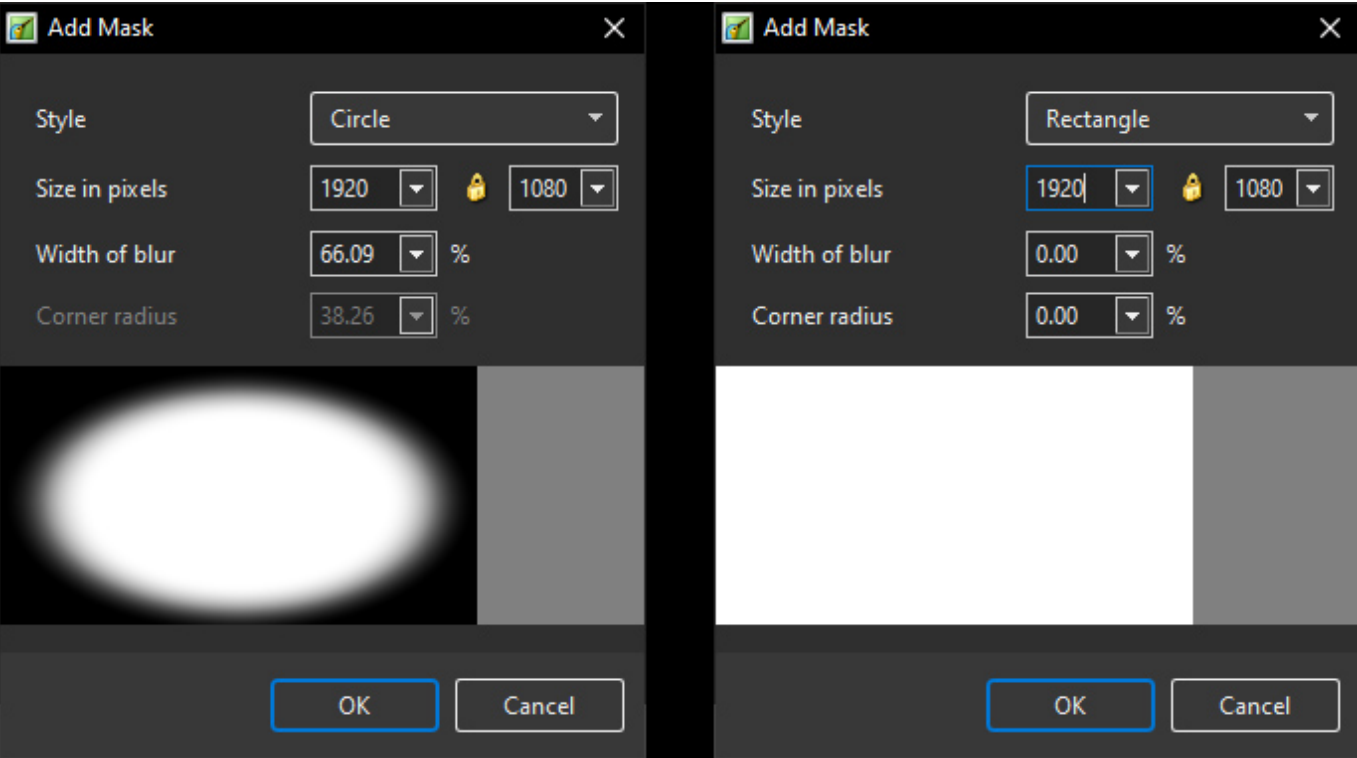 Add Mask
Style Circle
Size in pixels 1920 1080
Width of blur 66.09 %
Corner radius 38.26 %
OK Cancel
Add Mask
Style Rectangle
Size in pixels 1920 1080
Width of blur 0.00 %
Corner radius 0.00 %
OK Cancel